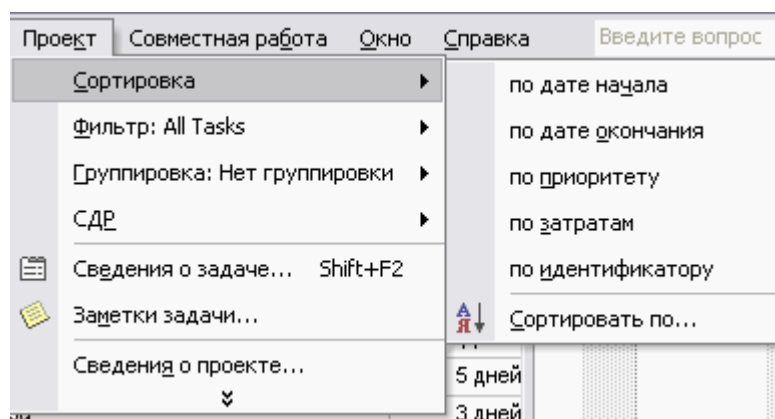 Проект Совместная работа Окно Справка Введите вопрос
Сортировка
Фильтр: All Tasks
Группировка: Нет группировки
СДР
Сведения о задаче... Shift+F2
Заметки задачи...
Сведения о проекте...
по дате начала
по дате окончания
по приоритету
по затратам
по идентификатору
Сортировать по...
5 дней
3 дней